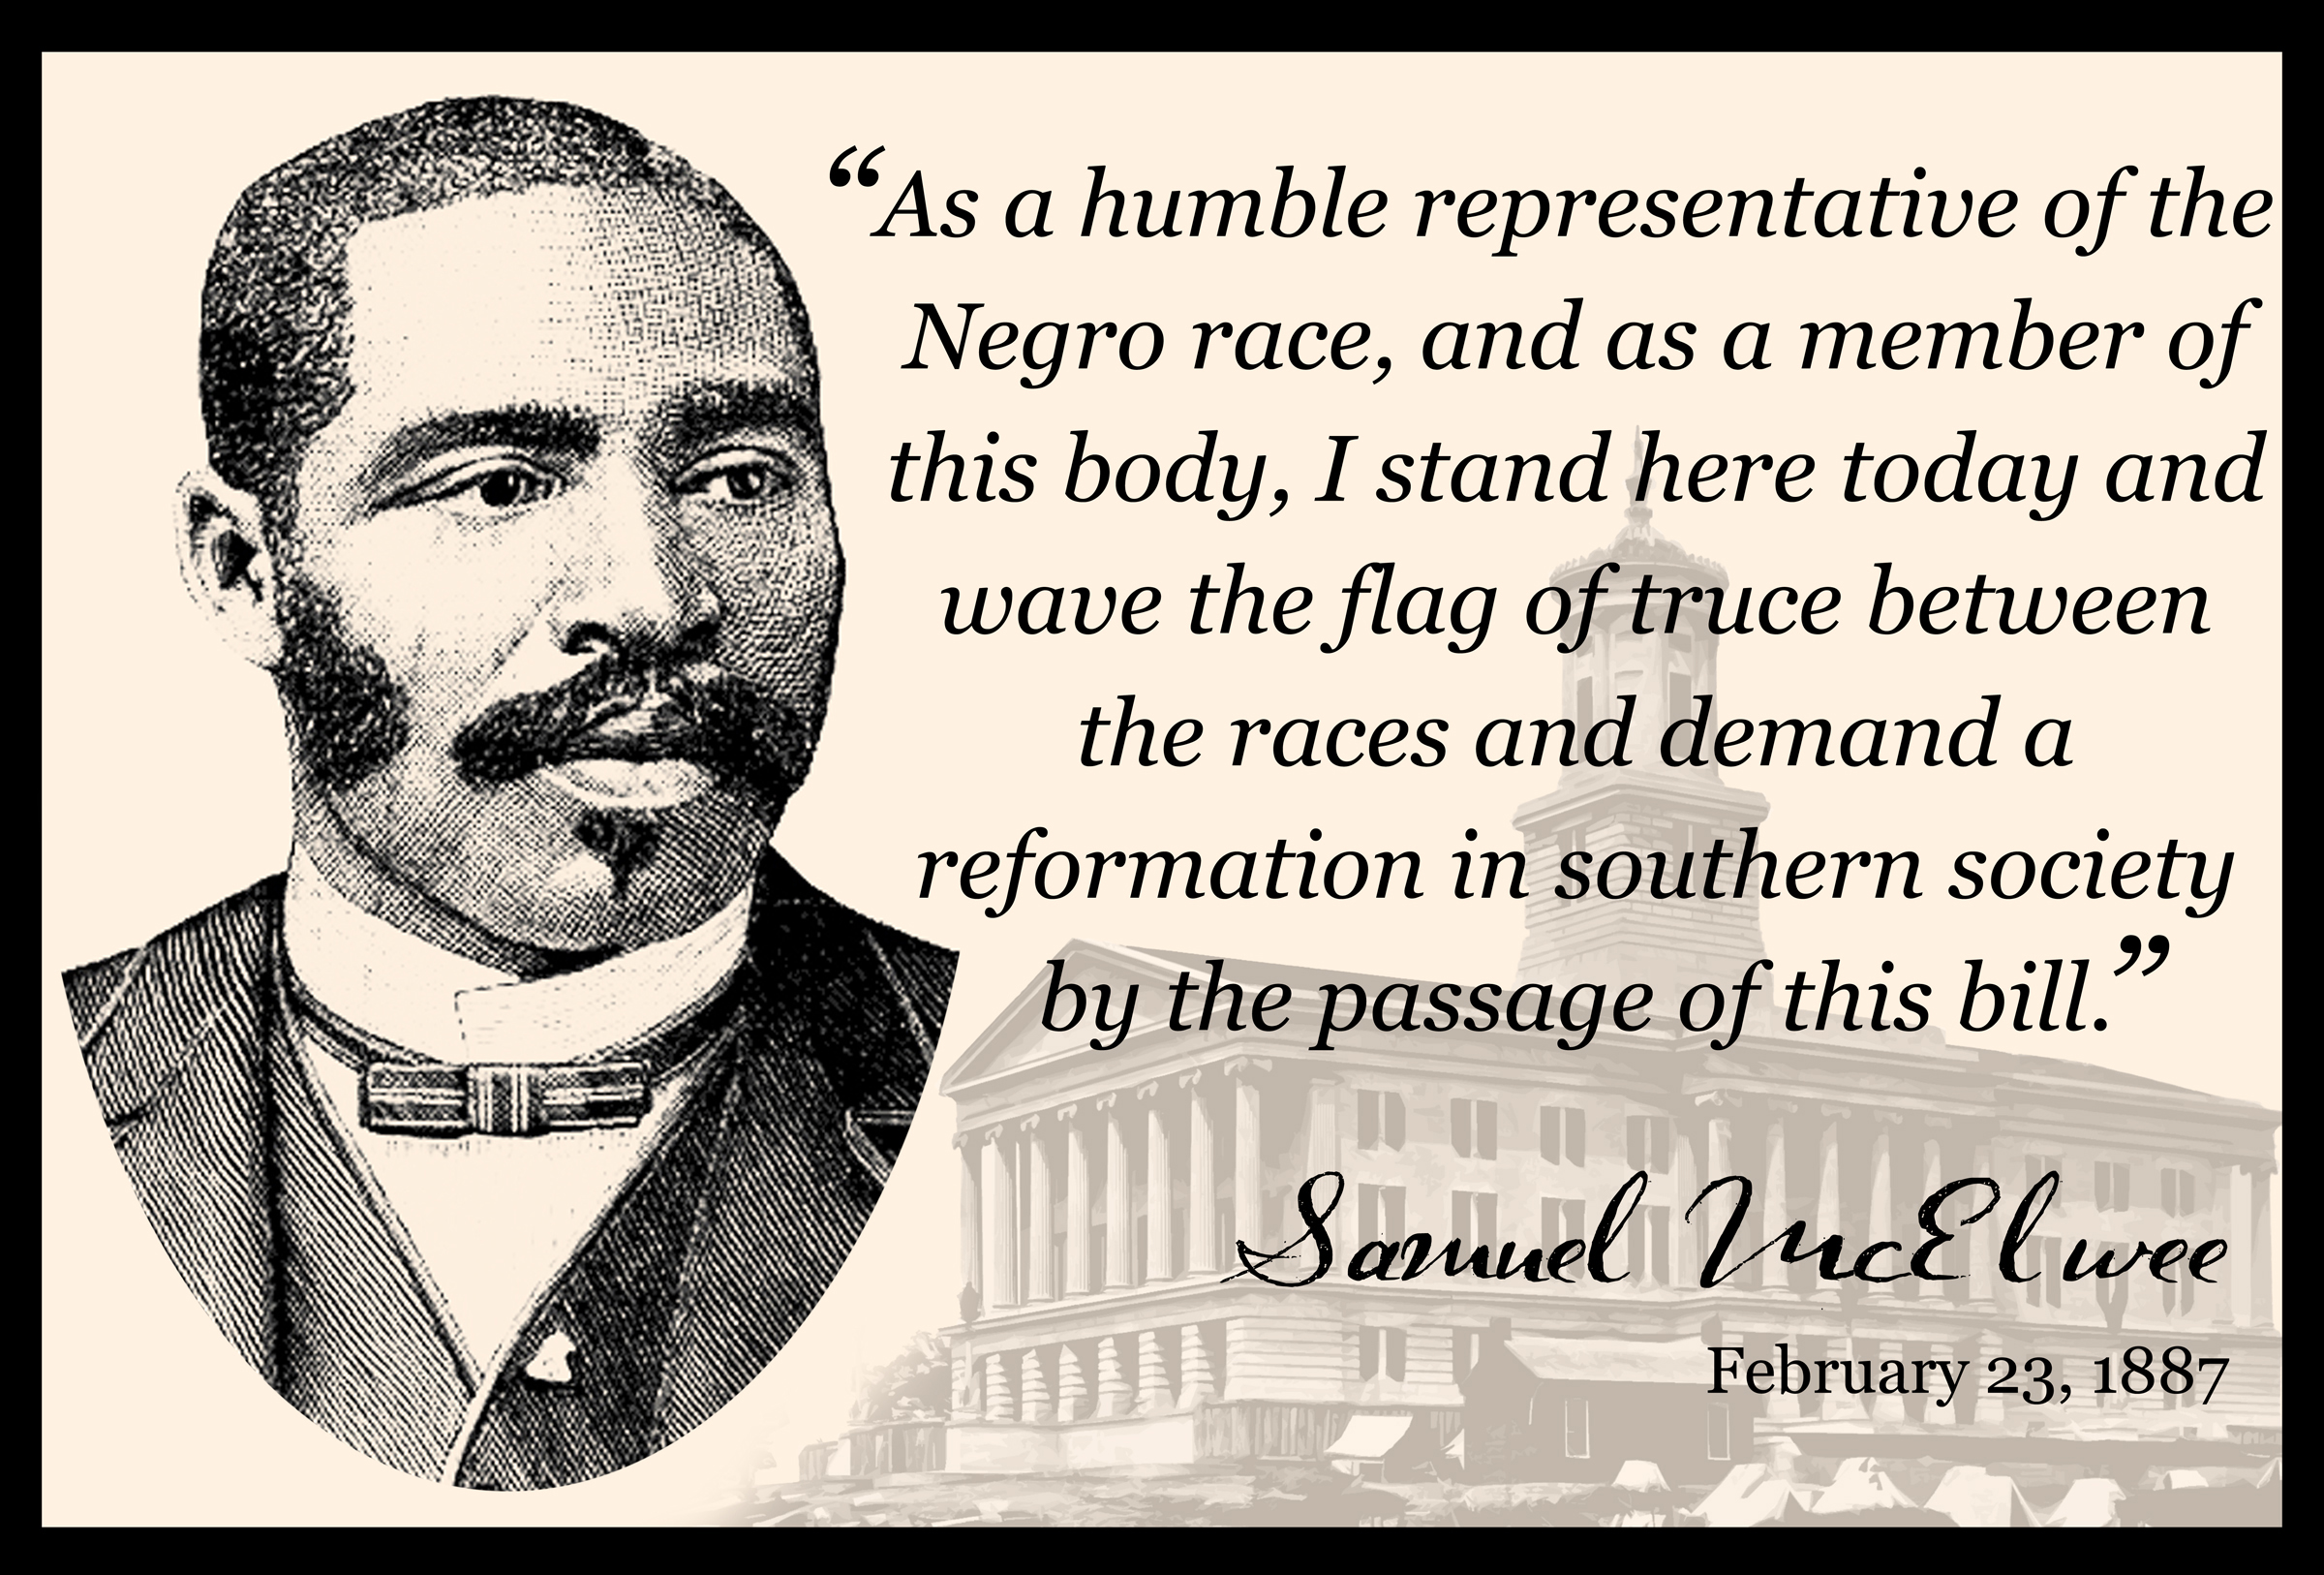 “As a humble representative of the
Negro race, and as a member of
this body, I stand here today and
wave the flag of truce between
the races and demand a
reformation in southern society
by the passage of this bill.”
Samuel McElwee
February 23, 1887